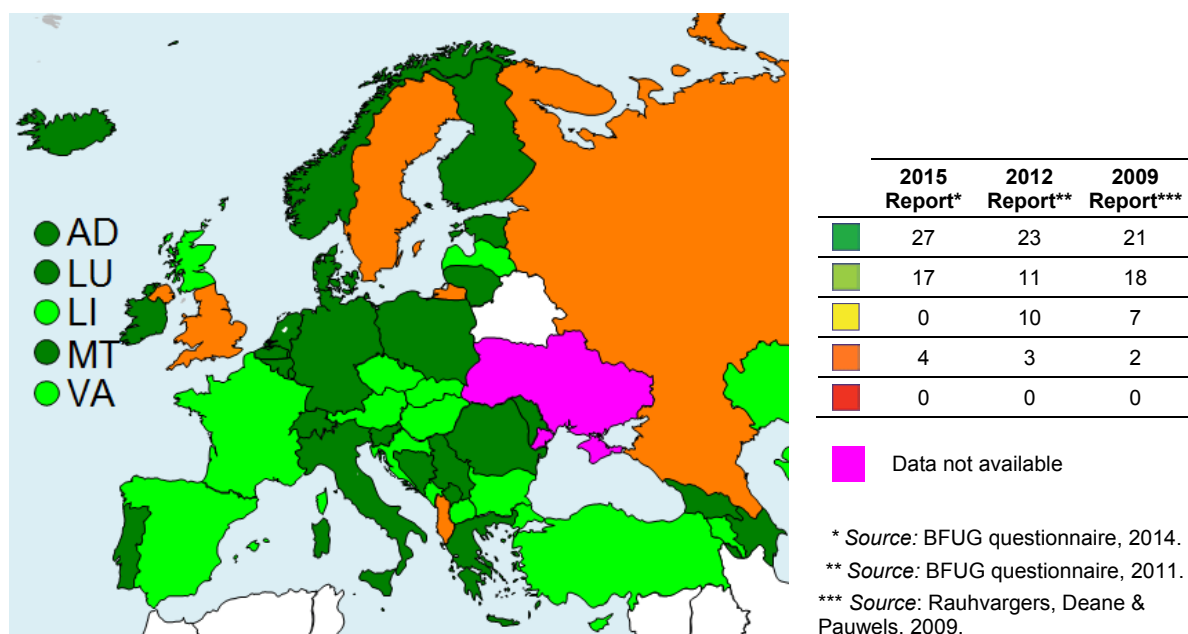 AD
LU
LI
MT
VA
2015 Report* 2012 Report** 2009 Report***
27 23 21
17 11 18
0 10 7
4 3 2
0 0 0
Data not available
* Source: BFUG questionnaire, 2014.
** Source: BFUG questionnaire, 2011.
*** Source: Rauhvargers, Deane &
Pauwels, 2009.